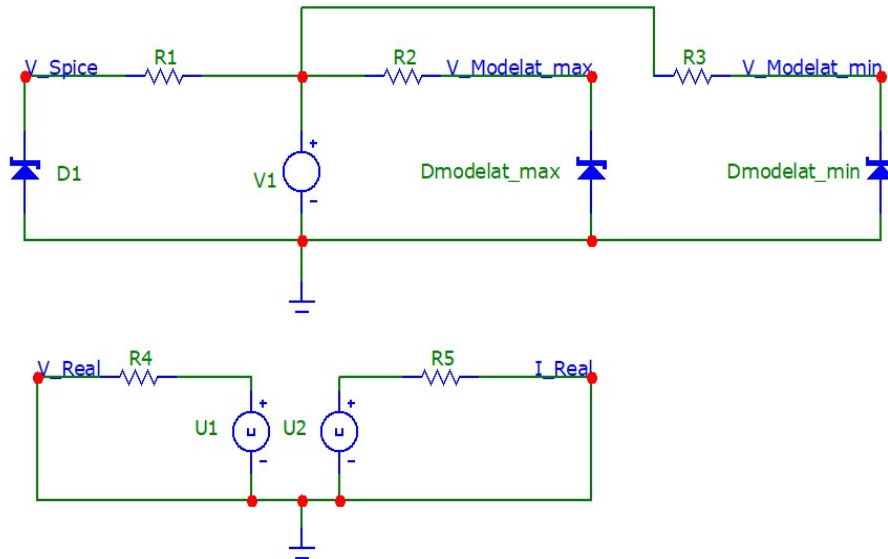 V_Spice R1 R2 V_Modelat_max R3 V_Modelat_min
D1 V1 + - Dmodelat_max Dmodelat_min
V_Real R4 R5 I_Real
U1 u + - U2 u + -